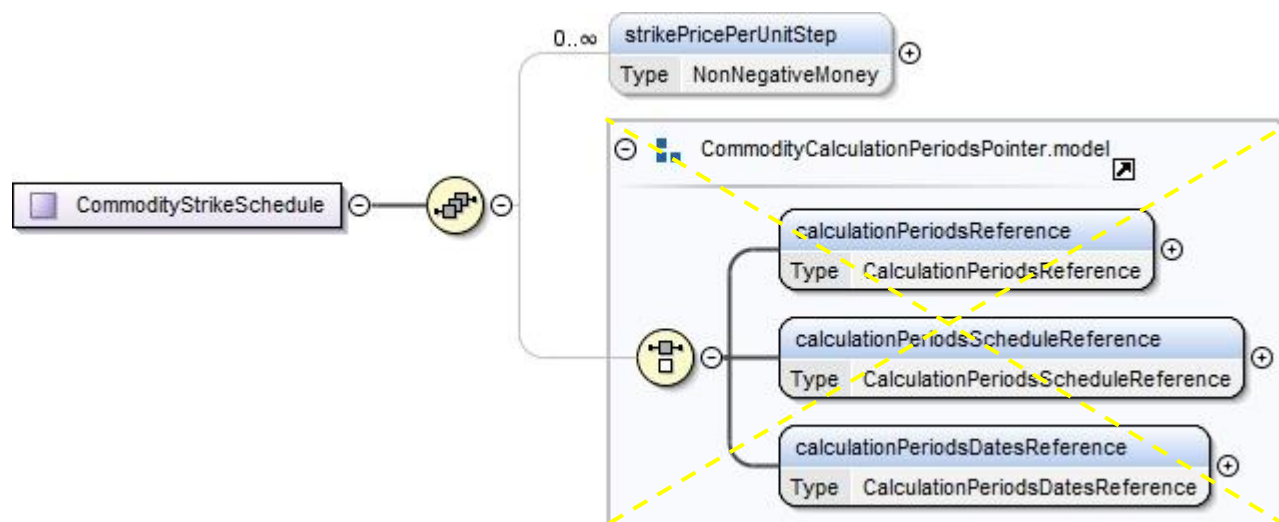 0..∞
strikePricePerUnitStep
Type NonNegativeMoney
CommodityCalculationPeriodsPointer.model
CommodityStrikeSchedule
calculationPeriodsReference
Type CalculationPeriodsReference
calculationPeriodsScheduleReference
Type CalculationPeriodsScheduleReference
calculationPeriodsDatesReference
Type CalculationPeriodsDatesReference